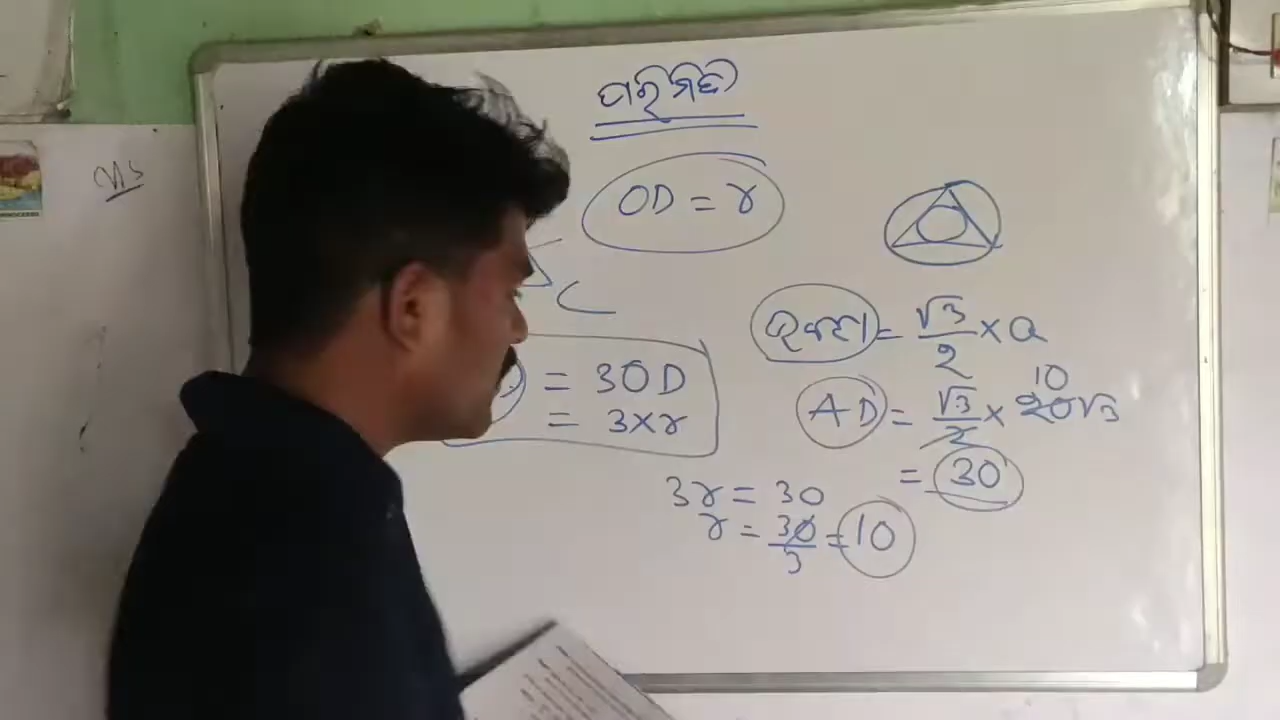 ପରିମିତି
OD = r
ଉଚ୍ଚତା = √3/2 × a
= 3OD
= 3×r
10
AD = √3/2 × 20√3
= 30
3r = 30
r = 30/3 = 10